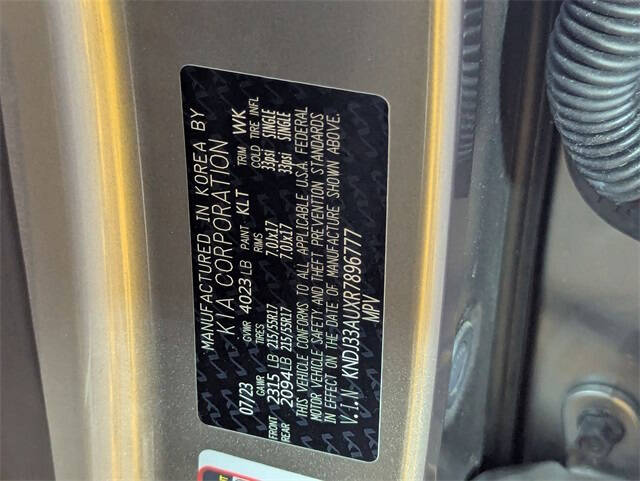 MANUFACTURED IN KOREA BY
KIA CORPORATION
07/23 GVWR 4023 LB PAINT KLT TRIM WK
GAWR TIRES RIMS COLD TIRE INFL
FRONT 2315 LB 215/55R17 7.0Jx17 33psi SINGLE
REAR 2094 LB 215/55R17 7.0Jx17 33psi SINGLE
THIS VEHICLE CONFORMS TO ALL APPLICABLE U.S.A. FEDERAL
MOTOR VEHICLE SAFETY AND THEFT PREVENTION STANDARDS
IN EFFECT ON THE DATE OF MANUFACTURE SHOWN ABOVE.
V.I.N KNDJ33AUXR7896777
MPV